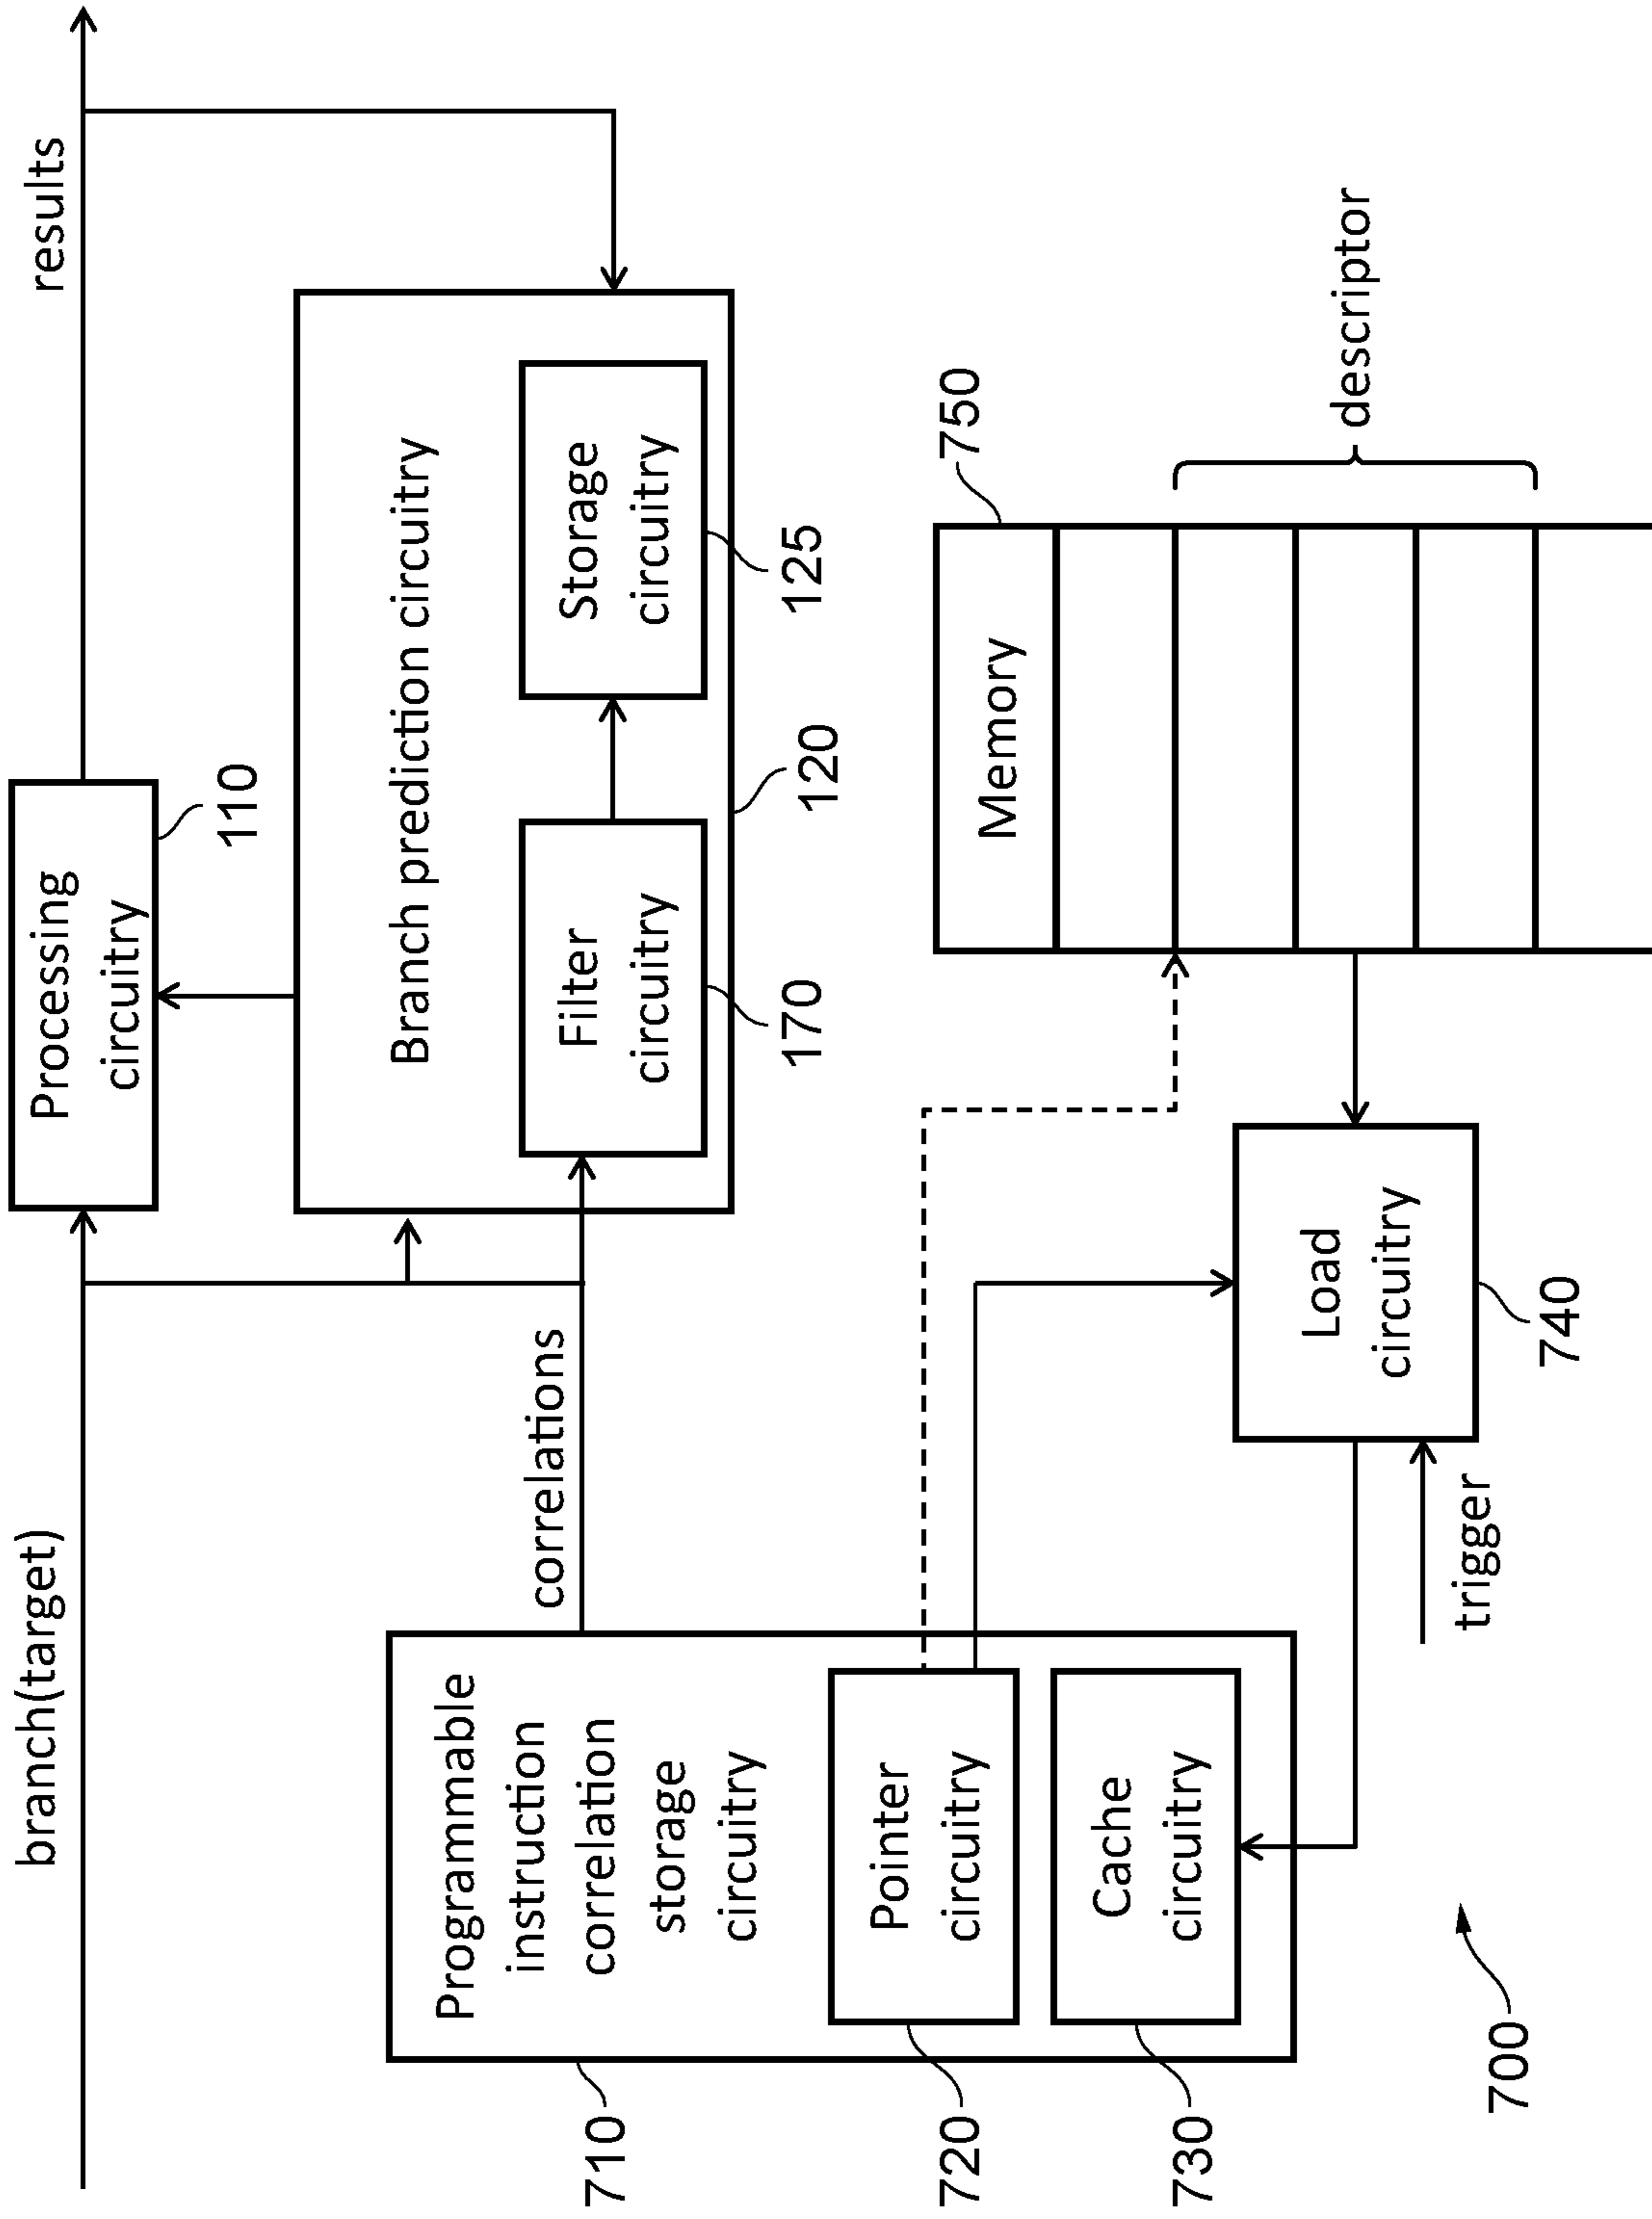 branch(target)
results
Processing
circuitry
110
Branch prediction circuitry
Filter
circuitry
170
Storage
circuitry
125
120
correlations
Programmable
instruction
correlation
storage
circuitry
710
Pointer
circuitry
720
Cache
circuitry
730
Memory
750
descriptor
Load
circuitry
740
trigger
700